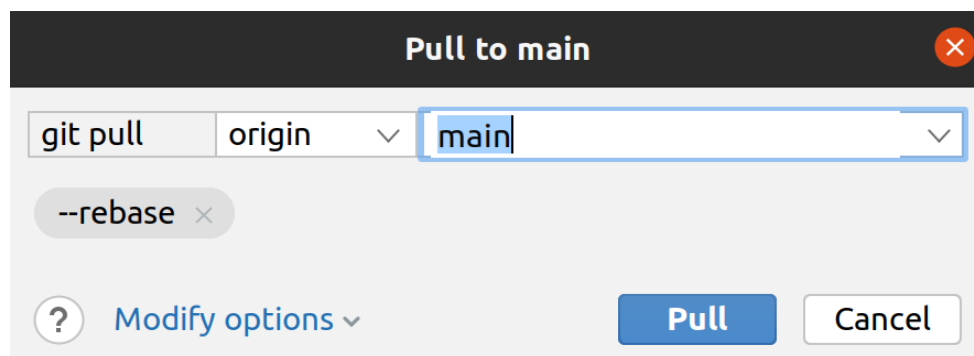 Pull to main
git pull origin main
--rebase
? Modify options Pull Cancel